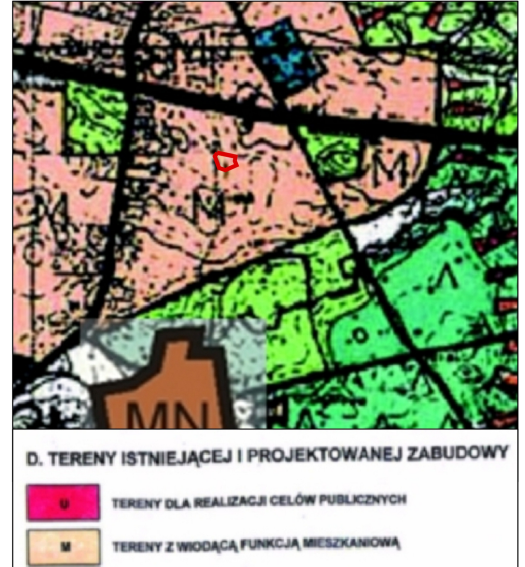 M
M
M
MN
D. TERENY ISTNIEJĄCEJ I PROJEKTOWANEJ ZABUDOWY
U TERENY DLA REALIZACJI CELÓW PUBLICZNYCH
M TERENY Z WIODĄCĄ FUNKCJĄ MIESZKANIOWĄ